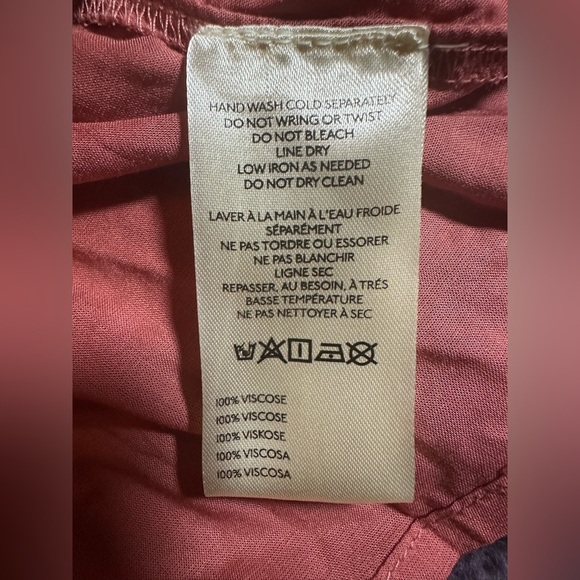 HAND WASH COLD SEPARATELY
DO NOT WRING OR TWIST
DO NOT BLEACH
LINE DRY
LOW IRON AS NEEDED
DO NOT DRY CLEAN
LAVER À LA MAIN À L'EAU FROIDE
SÉPARÉMENT
NE PAS TORDRE OU ESSORER
NE PAS BLANCHIR
LIGNE SEC
REPASSER, AU BESOIN, À TRÉS
BASSE TEMPÉRATURE
NE PAS NETTOYER À SEC
100% VISCOSE
100% VISCOSE
100% VISKOSE
100% VISCOSA
100% VISCOSA